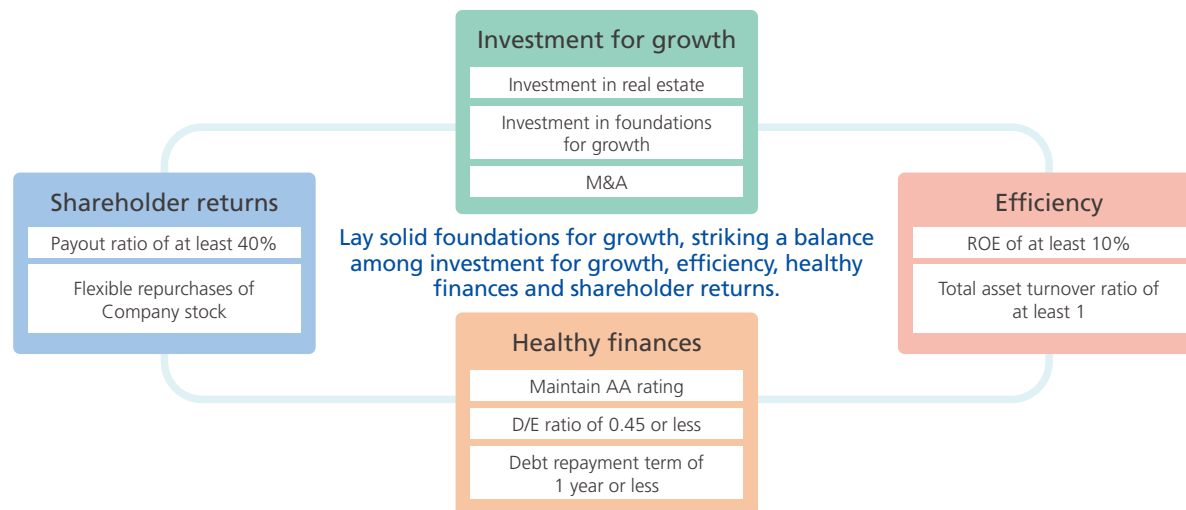 Investment for growth
Investment in real estate
Investment in foundations
for growth
M&A
Shareholder returns
Payout ratio of at least 40%
Flexible repurchases of
Company stock
Lay solid foundations for growth, striking a balance
among investment for growth, efficiency, healthy
finances and shareholder returns.
Efficiency
ROE of at least 10%
Total asset turnover ratio of
at least 1
Healthy finances
Maintain AA rating
D/E ratio of 0.45 or less
Debt repayment term of
1 year or less